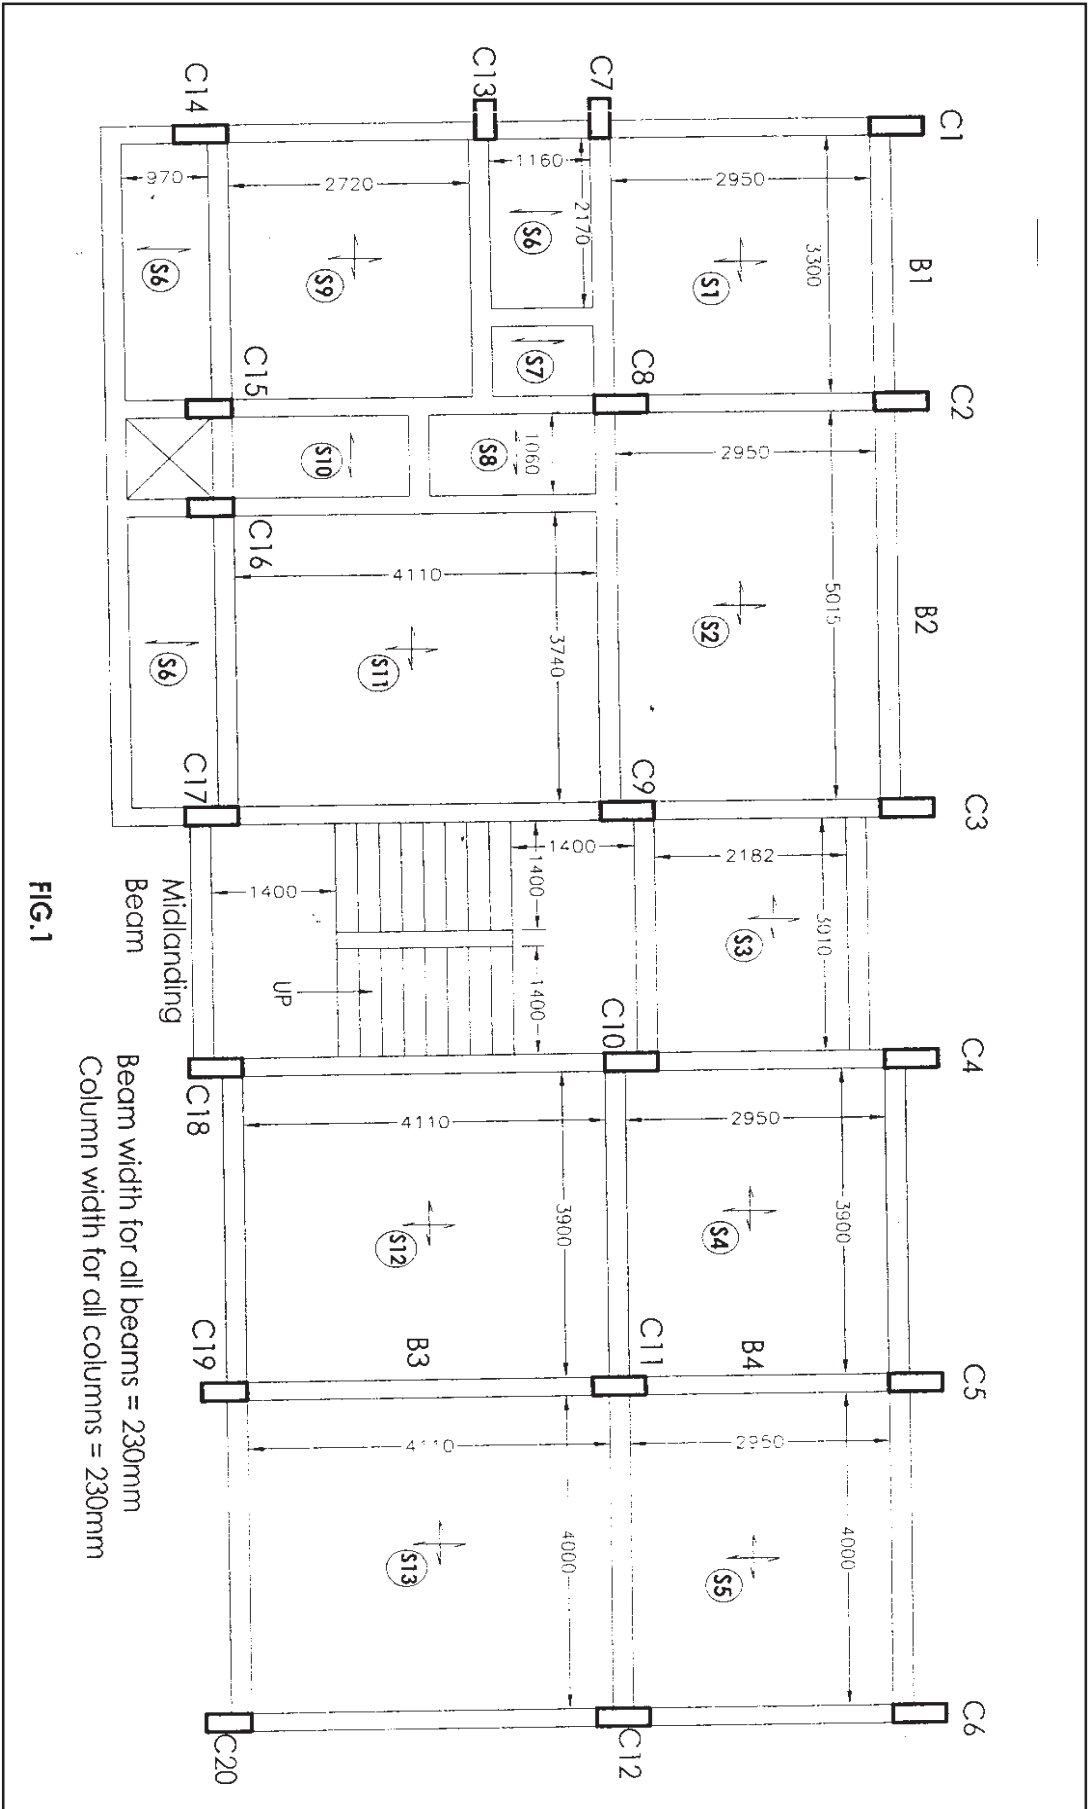 C1
B1
C2
B2
C3
C4
C5
C6
3300
2950
S1
5015
2950
S2
3010
2182
S3
3900
2950
S4
4000
2950
S5
C7
C8
C9
C10
C11
C12
B4
C13
1160
2170
S6
S7
1060
S8
2720
S9
S10
4110
3740
S11
1400
1400
1400
1400
UP
4110
3900
S12
B3
4110
4000
S13
C14
C15
C16
C17
C18
C19
C20
970
S6
S6
Midlanding
Beam
Beam width for all beams = 230mm
Column width for all columns = 230mm
FIG.1